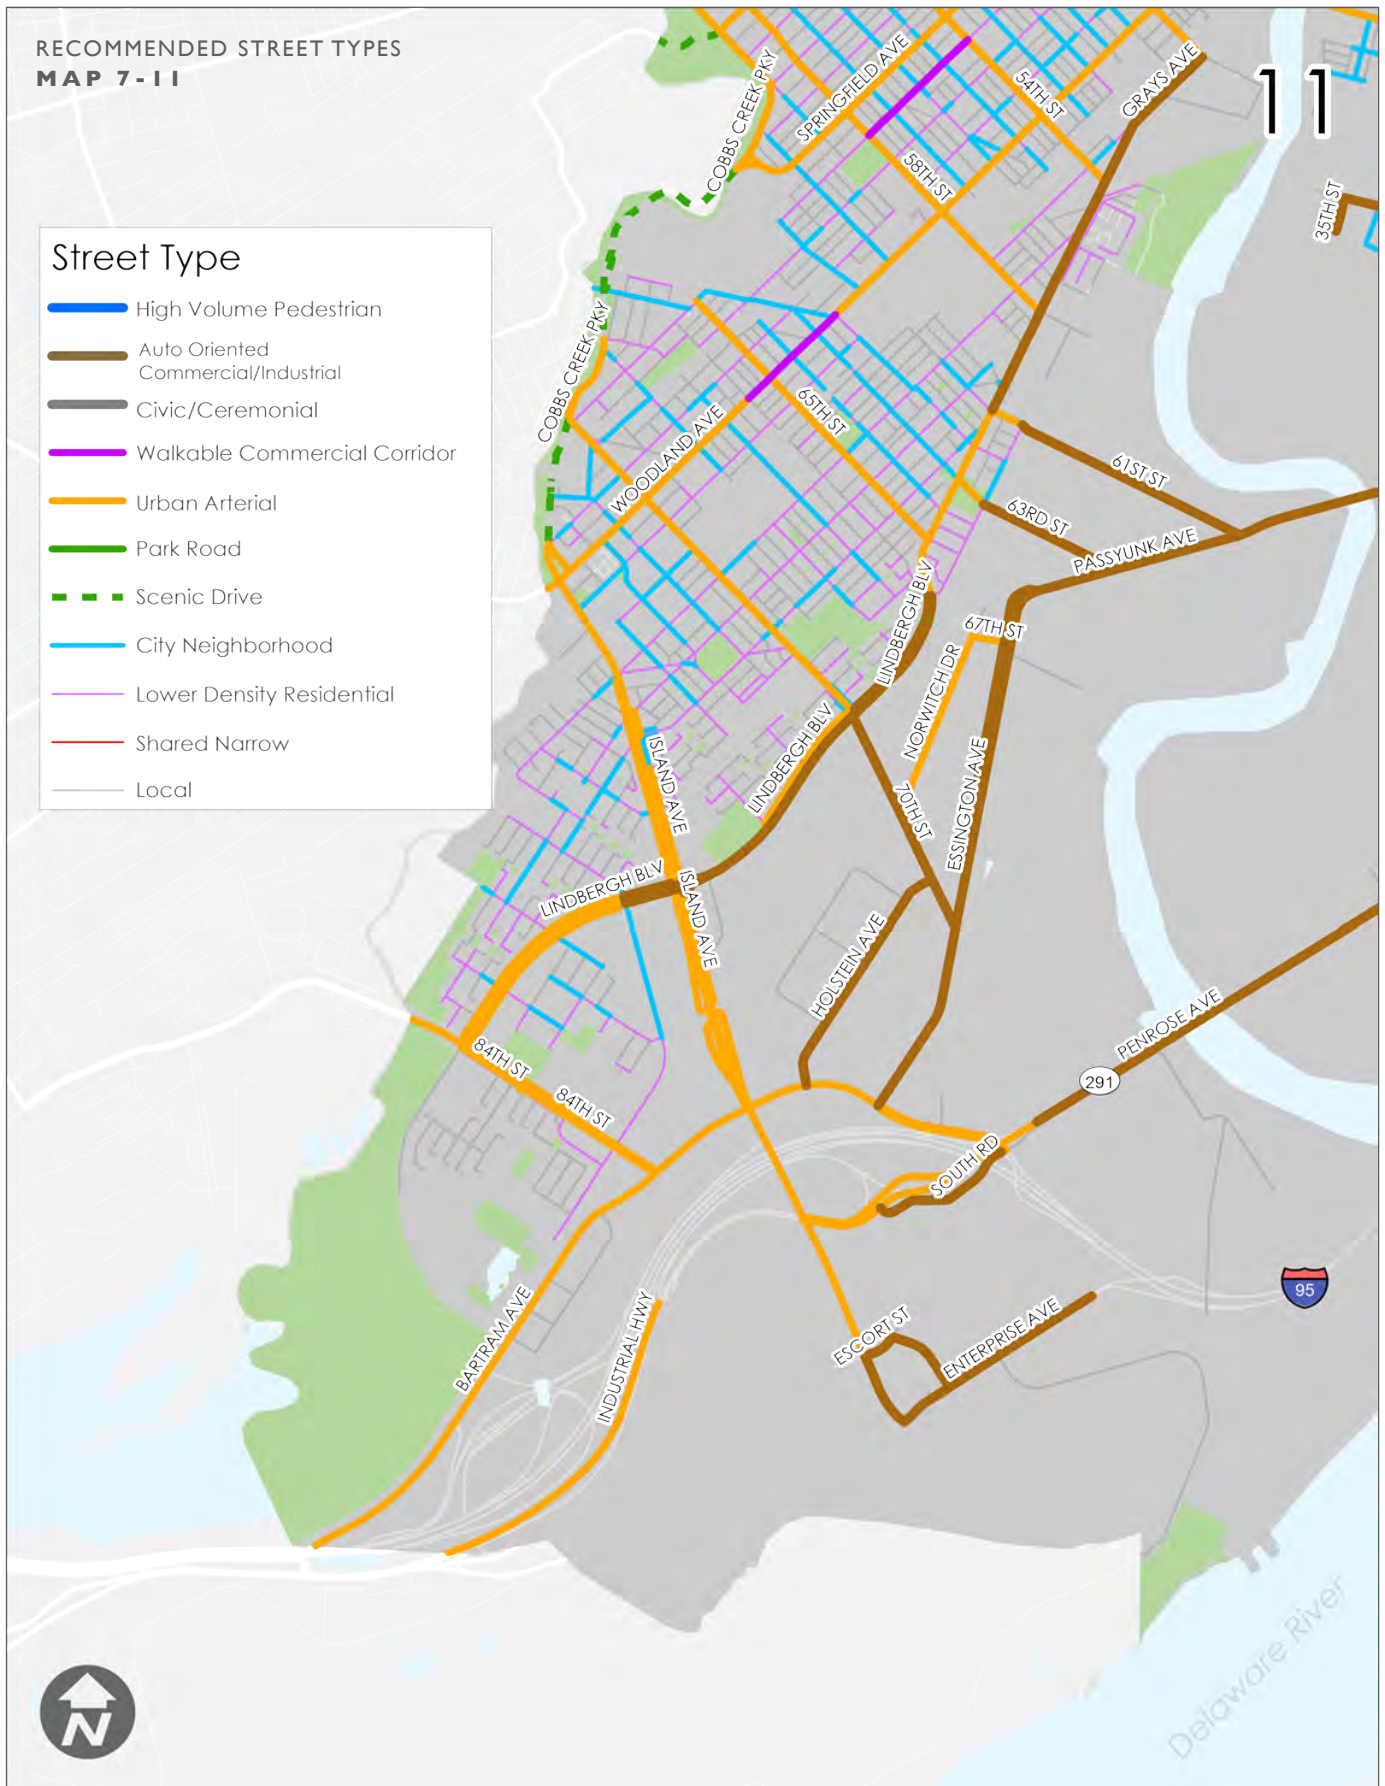 RECOMMENDED STREET TYPES
MAP 7-11
11
Street Type
High Volume Pedestrian
Auto Oriented
Commercial/Industrial
Civic/Ceremonial
Walkable Commercial Corridor
Urban Arterial
Park Road
Scenic Drive
City Neighborhood
Lower Density Residential
Shared Narrow
Local
COBBS CREEK PKY
SPRINGFIELD AVE
54TH ST
GRAYS AVE
58TH ST
35TH ST
COBBS CREEK PKY
WOODLAND AVE
65TH ST
61ST ST
63RD ST
PASSYUNK AVE
LINDBERGH BLV
67TH ST
NORWITCH DR
LINDBERGH BLV
ISLAND AVE
70TH ST
ESSINGTON AVE
LINDBERGH BLV
ISLAND AVE
HOLSTEIN AVE
84TH ST
84TH ST
PENROSE AVE
291
SOUTH RD
95
BARTRAM AVE
INDUSTRIAL HWY
ESCORT ST
ENTERPRISE AVE
Delaware River
N